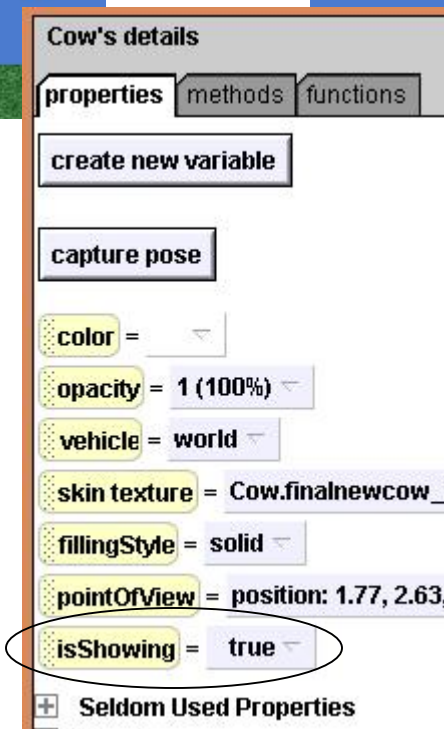 Cow's details
properties methods functions
create new variable
capture pose
color =
opacity = 1 (100%)
vehicle = world
skin texture = Cow.finalnewcow_
fillingStyle = solid
pointOfView = position: 1.77, 2.63,
isShowing = true
Seldom Used Properties